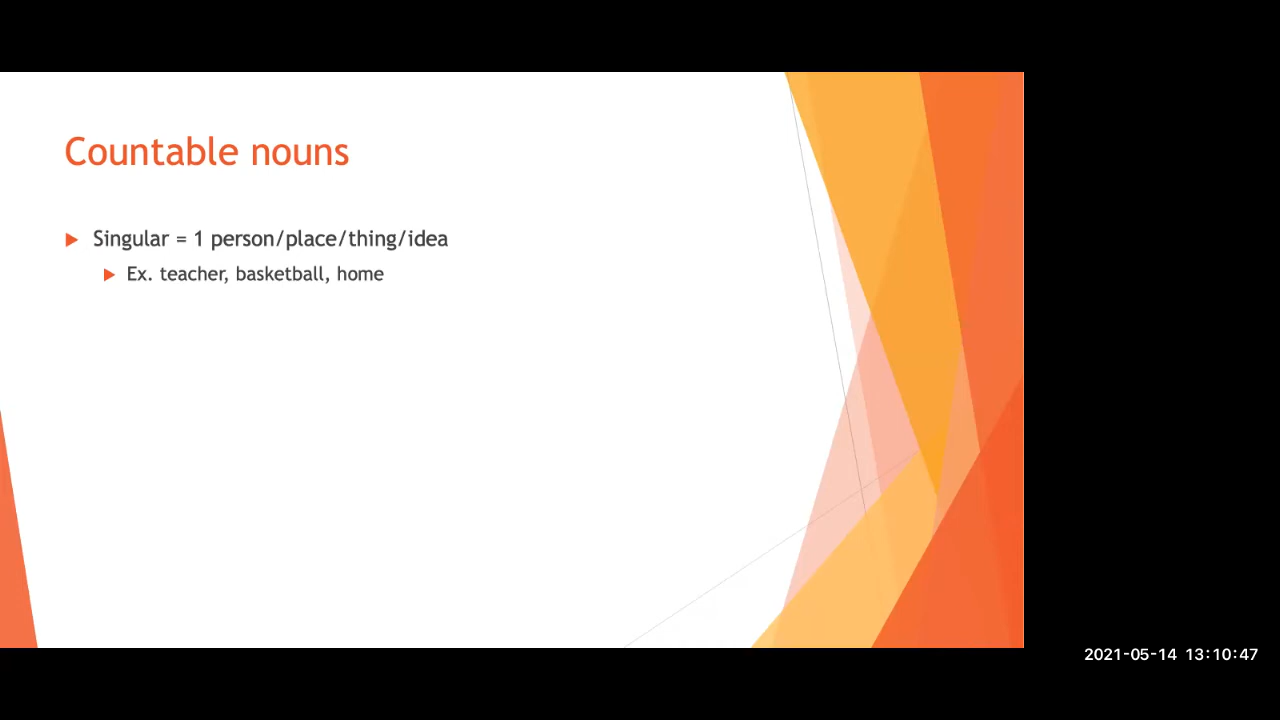 Countable nouns
Singular = 1 person/place/thing/idea
Ex. teacher, basketball, home
2021-05-14 13:10:47